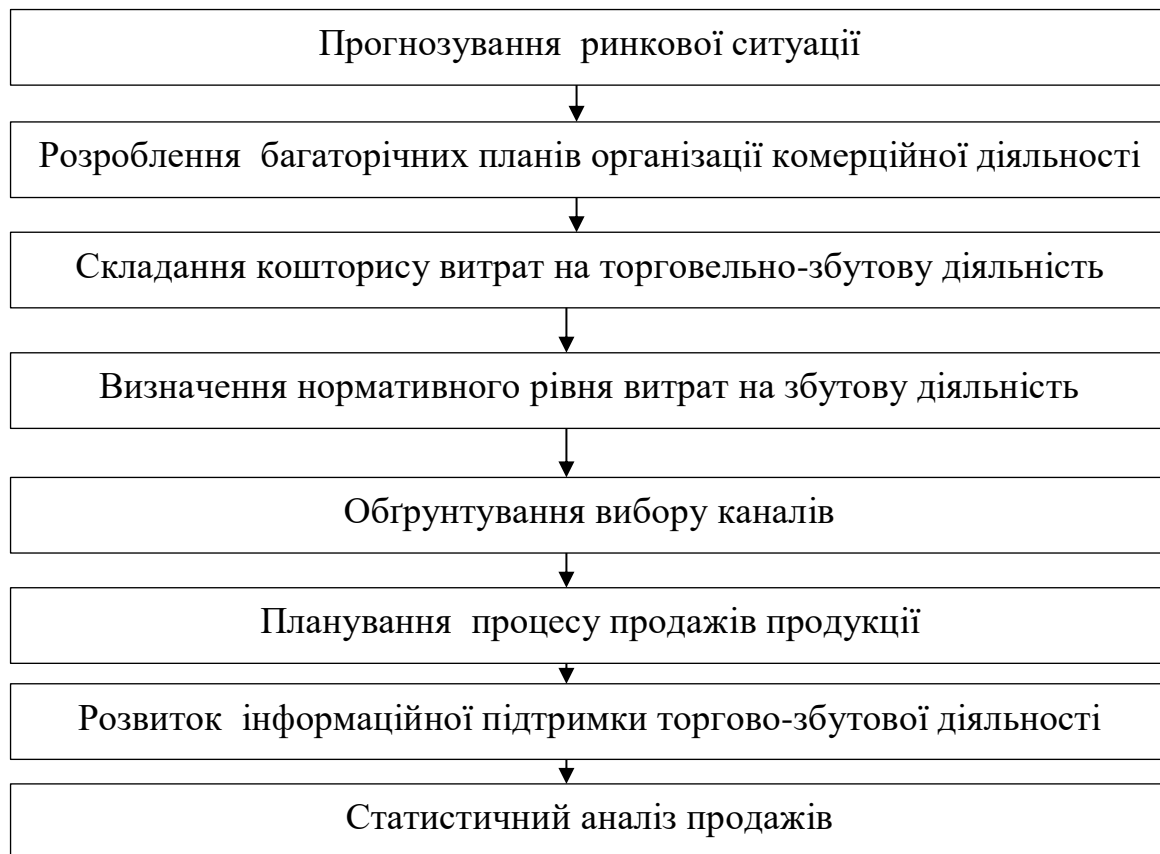 Прогнозування ринкової ситуації
Розроблення багаторічних планів організації комерційної діяльності
Складання кошторису витрат на торговельно-збутову діяльність
Визначення нормативного рівня витрат на збутову діяльність
Обґрунтування вибору каналів
Планування процесу продажів продукції
Розвиток інформаційної підтримки торгово-збутової діяльності
Статистичний аналіз продажів